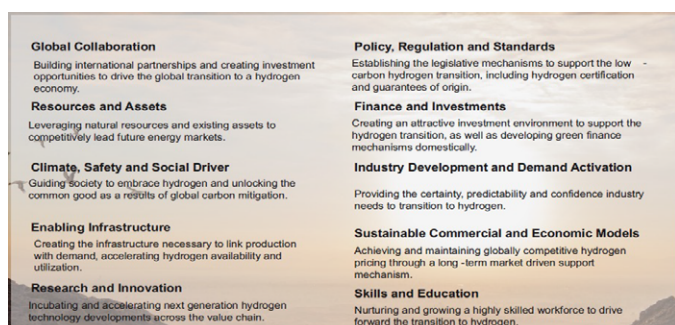 Global Collaboration
Building international partnerships and creating investment
opportunities to drive the global transition to a hydrogen
economy.
Resources and Assets
Leveraging natural resources and existing assets to
competitively lead future energy markets.
Climate, Safety and Social Driver
Guiding society to embrace hydrogen and unlocking the
common good as a results of global carbon mitigation.
Enabling Infrastructure
Creating the infrastructure necessary to link production
with demand, accelerating hydrogen availability and
utilization.
Research and Innovation
Incubating and accelerating next generation hydrogen
technology developments across the value chain.
Policy, Regulation and Standards
Establishing the legislative mechanisms to support the low -
carbon hydrogen transition, including hydrogen certification
and guarantees of origin.
Finance and Investments
Creating an attractive investment environment to support the
hydrogen transition, as well as developing green finance
mechanisms domestically.
Industry Development and Demand Activation
Providing the certainty, predictability and confidence industry
needs to transition to hydrogen.
Sustainable Commercial and Economic Models
Achieving and maintaining globally competitive hydrogen
pricing through a long -term market driven support
mechanism.
Skills and Education
Nurturing and growing a highly skilled workforce to drive
forward the transition to hydrogen.